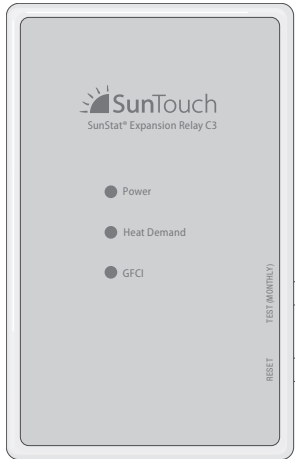 SunTouch
SunStat® Expansion Relay C3
Power
Heat Demand
GFCI
TEST (MONTHLY)
RESET